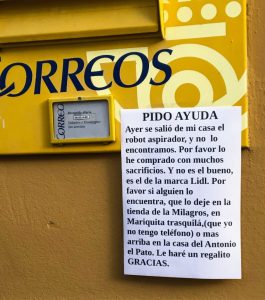 CORREOS
CORREOS
PIDO AYUDA
Ayer se salió de mi casa el
robot aspirador, y no lo
encontramos. Por favor lo
he comprado con muchos
sacrificios. Y no es el bueno,
es el de la marca Lidl. Por
favor si alguien lo
encuentra, que lo deje en la
tienda de la Milagros, en
Mariquita trasquilá,(que yo
no tengo teléfono) o mas
arriba en la casa del Antonio
el Pato. Le haré un regalito
GRACIAS.